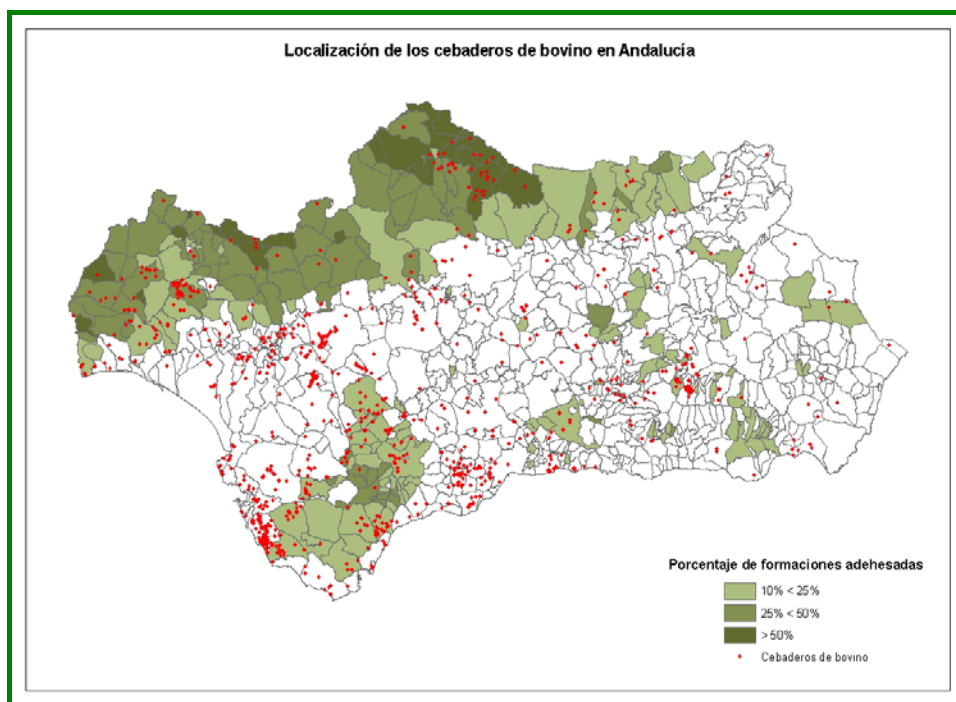 Localización de los cebaderos de bovino en Andalucía
Porcentaje de formaciones adehesadas
10% < 25%
25% < 50%
> 50%
Cebaderos de bovino